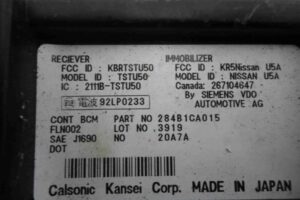 RECIEVER
FCC ID : KBRTSTU50
MODEL ID : TSTU50
IC : 2111B-TSTU50
電波 92LP0233
IMMOBILIZER
FCC ID : KR5Nissan U5A
MODEL ID : NISSAN U5A
Canada: 267104647
By SIEMENS VDO
AUTOMOTIVE AG
CONT BCM PART NO . 284B1CA015
FLN002 LOT NO . 3919
SAE J1690 NO . 20A7A
DOT
Calsonic Kansei Corp. MADE IN JAPAN